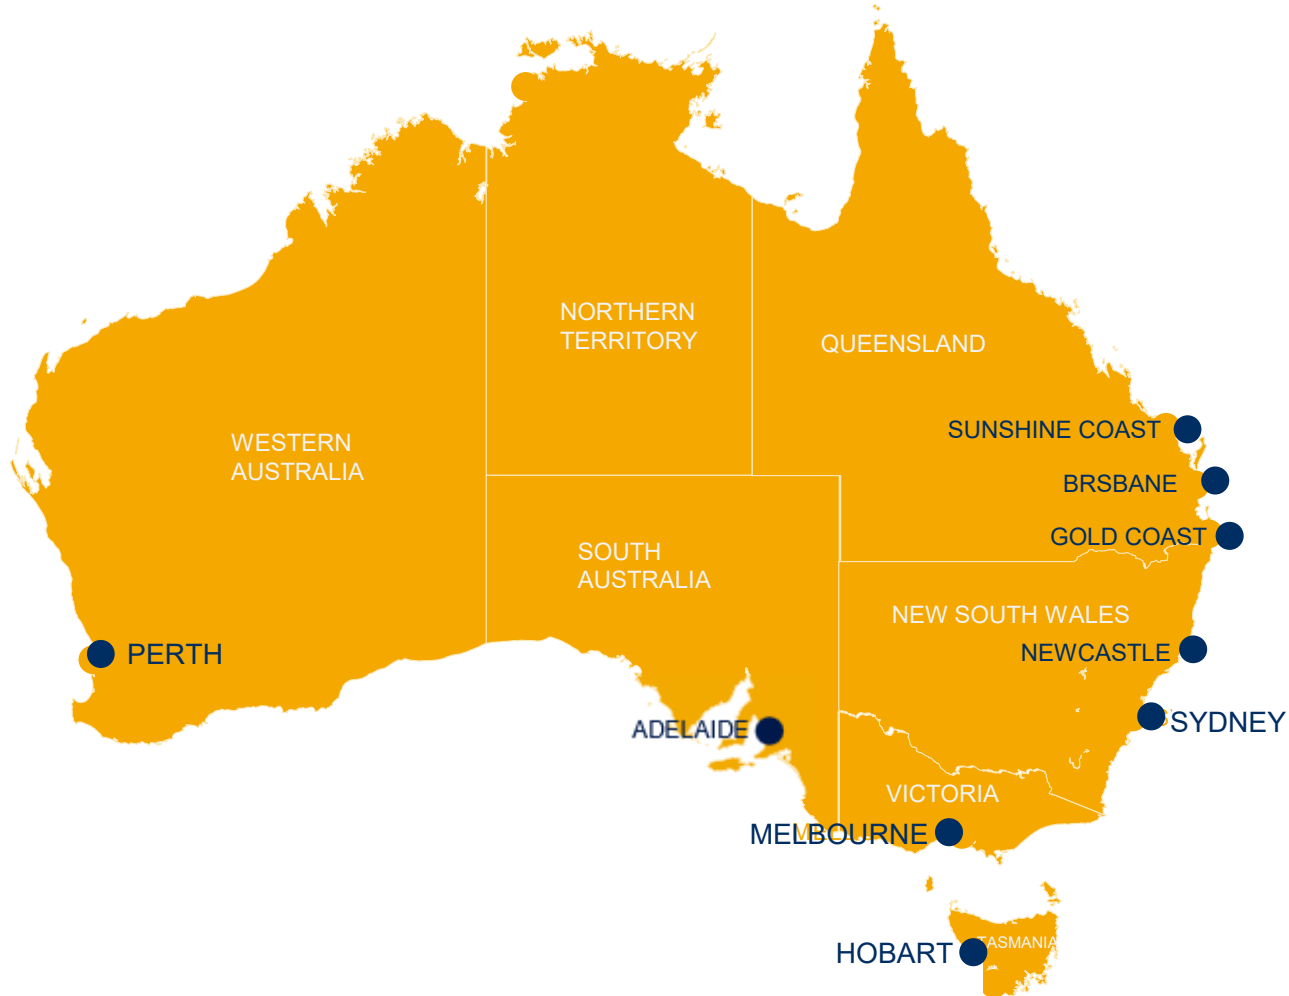 NORTHERN
TERRITORY
QUEENSLAND
SUNSHINE COAST
WESTERN
AUSTRALIA
BRSBANE
GOLD COAST
SOUTH
AUSTRALIA
NEW SOUTH WALES
NEWCASTLE
PERTH
SYDNEY
ADELAIDE
VICTORIA
MELBOURNE
TASMANIA
HOBART